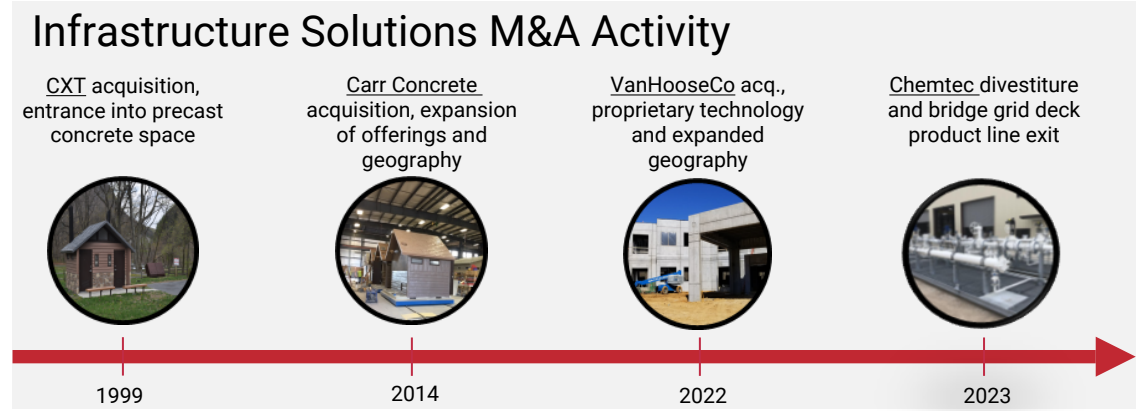 Infrastructure Solutions M&A Activity
CXT acquisition,
entrance into precast
concrete space
Carr Concrete
acquisition, expansion
of offerings and
geography
VanHooseCo acq.,
proprietary technology
and expanded
geography
Chemtec divestiture
and bridge grid deck
product line exit
1999
2014
2022
2023